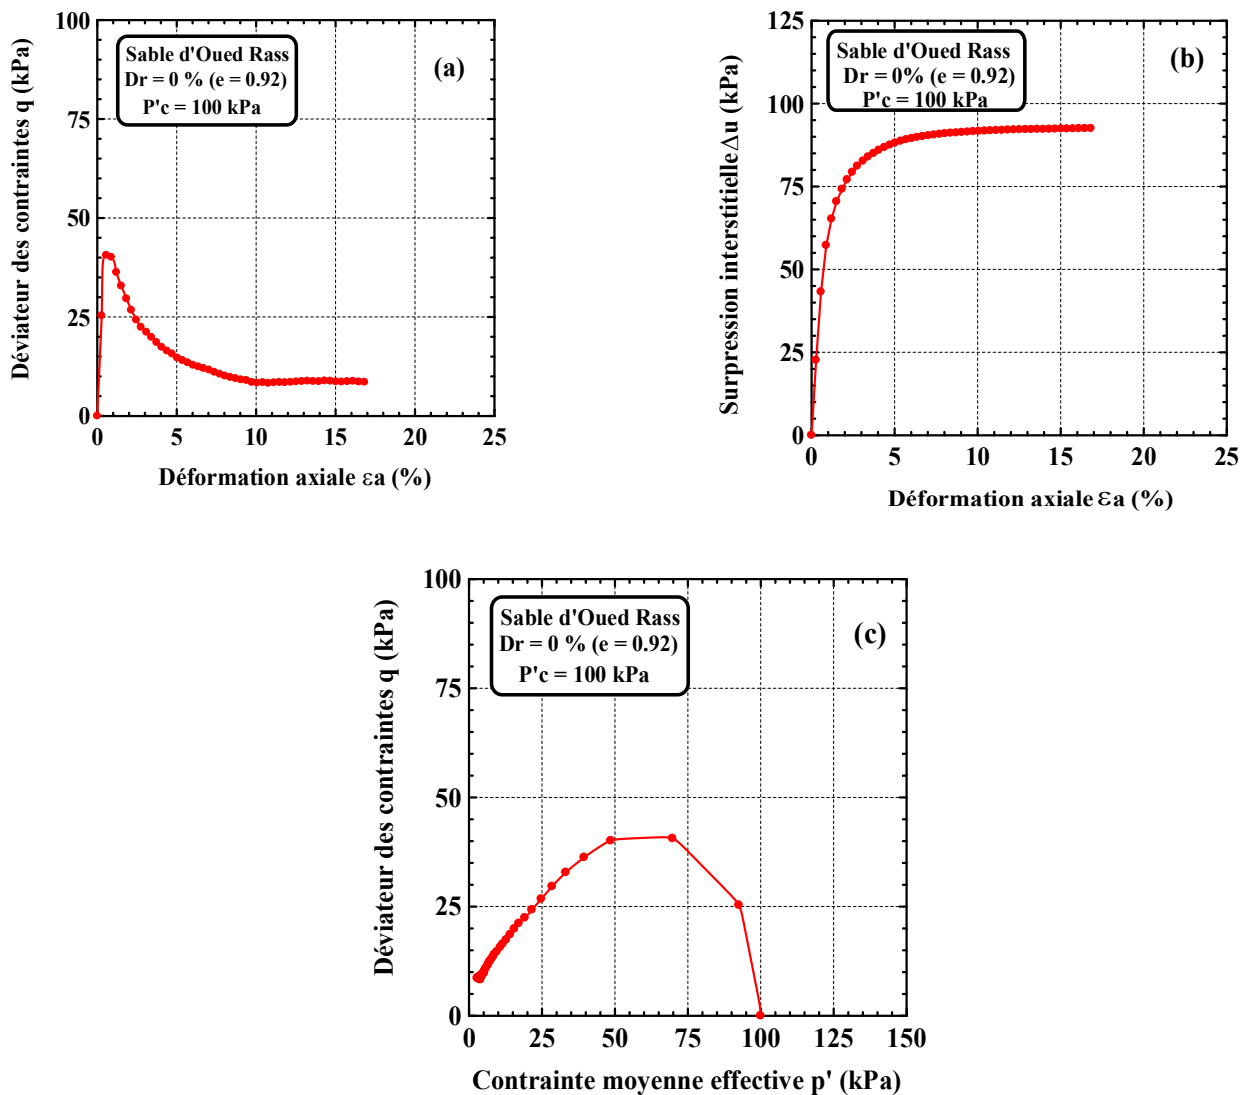 Déviateur des contraintes q (kPa)
100
75
50
25
0
Sable d'Oued Rass
Dr = 0 % (e = 0.92)
P'c = 100 kPa
(a)
0 5 10 15 20 25
Déformation axiale εa (%)
Surpression interstitielle Δu (kPa)
125
100
75
50
25
0
Sable d'Oued Rass
Dr = 0% (e = 0.92)
P'c = 100 kPa
(b)
0 5 10 15 20 25
Déformation axiale εa (%)
Déviateur des contraintes q (kPa)
100
75
50
25
0
Sable d'Oued Rass
Dr = 0 % (e = 0.92)
P'c = 100 kPa
(c)
0 25 50 75 100 125 150
Contrainte moyenne effective p' (kPa)